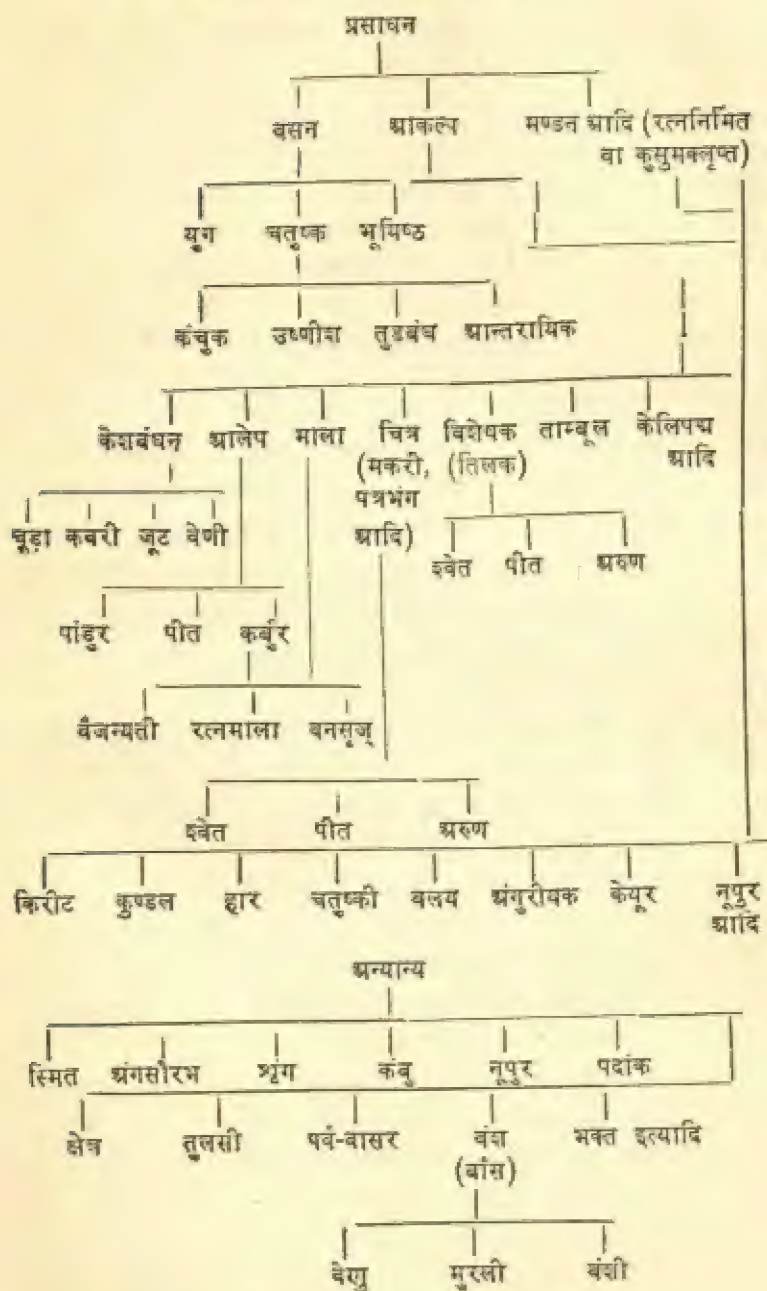 प्रसाधन
वसन आकल्प मण्डन आदि (रत्ननिर्मित
वा कुसुमक्लृप्त)
युग चतुष्क भूयिष्ठ
कंचुक उष्णीश तुडबंध आन्तरायिक
केशबंधन आलेप माला चित्र विशेषक ताम्बूल केलिपद्म
(मकरी, (तिलक) आदि
पत्रभंग
आदि)
चूड़ा कबरी जूट वेणी
श्वेत पीत अरुण
पांडुर पीत कर्बुर
वैजन्यती रत्नमाला वनसृज्
श्वेत पीत अरुण
किरीट कुण्डल हार चतुष्की वलय अंगुरीयक केयूर नूपुर
आदि
अन्यान्य
स्मित अंगसौरभ शृंग कंबु नूपुर पदांक
क्षेत्र तुलसी पर्व-वासर वंश भक्त इत्यादि
(बांस)
वेणु मुरली वंशी